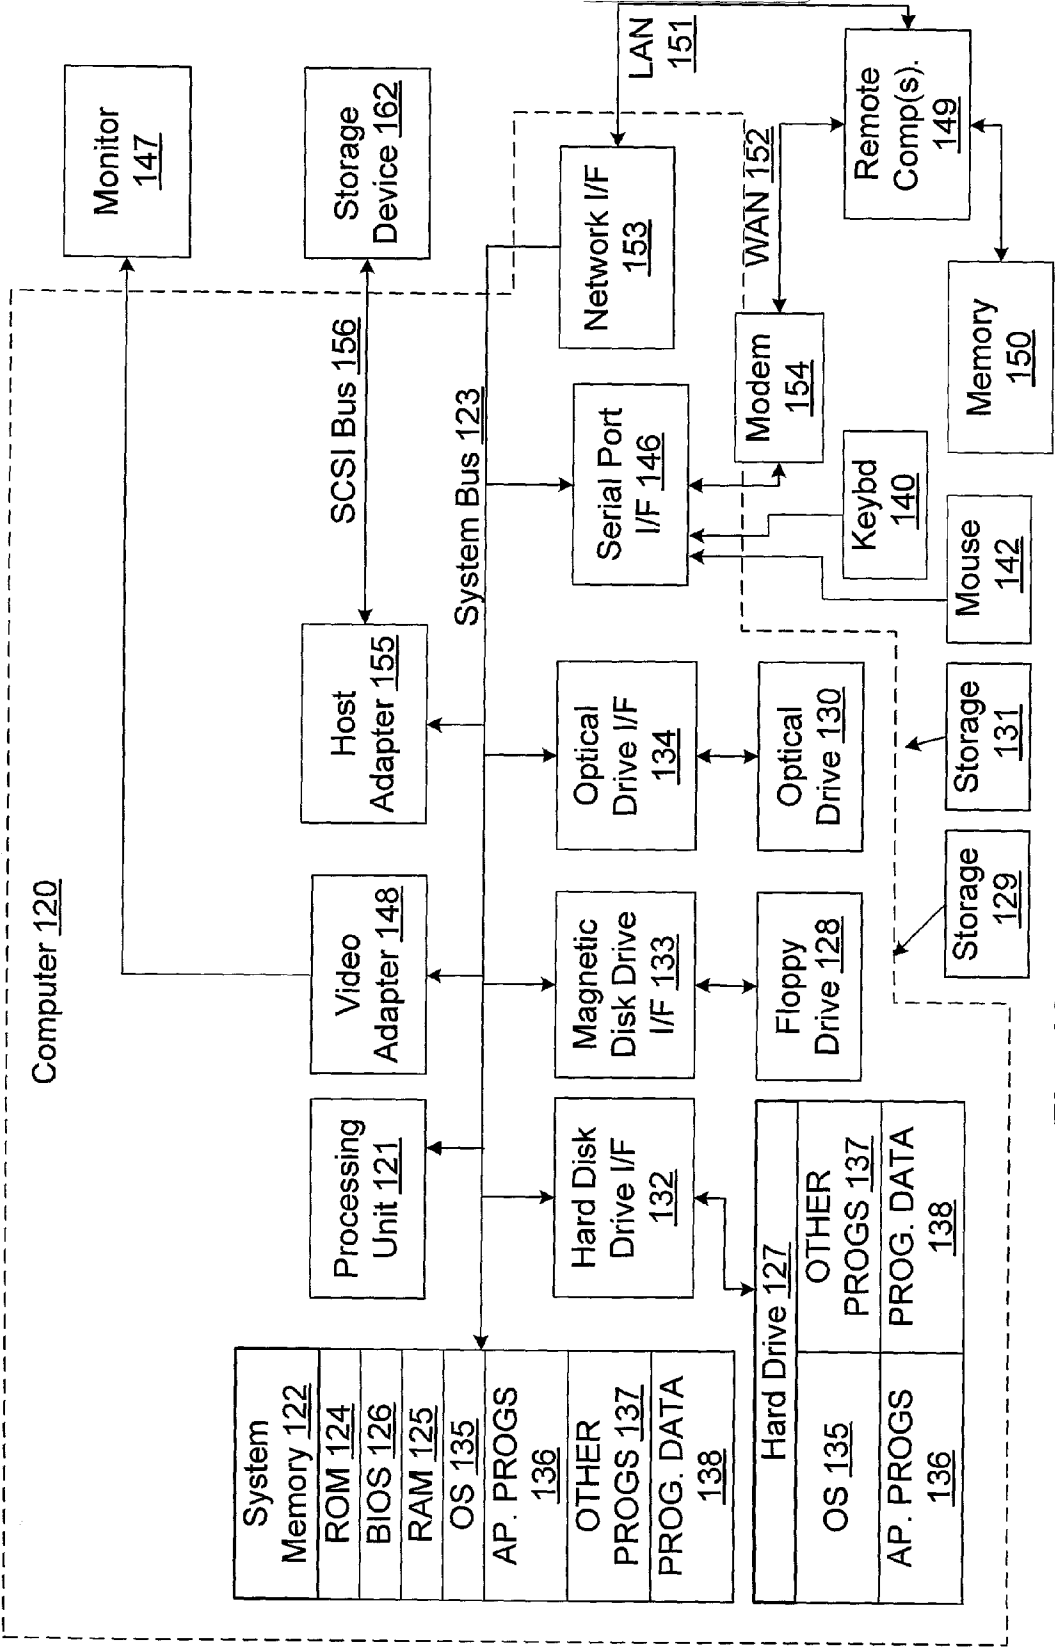 Computer 120
Monitor
147
Storage
Device 162
SCSI Bus 156
System
Memory 122
ROM 124
BIOS 126
RAM 125
OS 135
AP. PROGS
136
OTHER
PROGS 137
PROG. DATA
138
Processing
Unit 121
Video
Adapter 148
Host
Adapter 155
System Bus 123
Hard Disk
Drive I/F
132
Magnetic
Disk Drive
I/F 133
Optical
Drive I/F
134
Serial Port
I/F 146
Network I/F
153
LAN
151
Hard Drive 127
OS 135
OTHER
PROGS 137
AP. PROGS
136
PROG. DATA
138
Floppy
Drive 128
Optical
Drive 130
Modem
154
WAN 152
Remote
Comp(s).
149
Storage
129
Storage
131
Mouse
142
Keybd
140
Memory
150